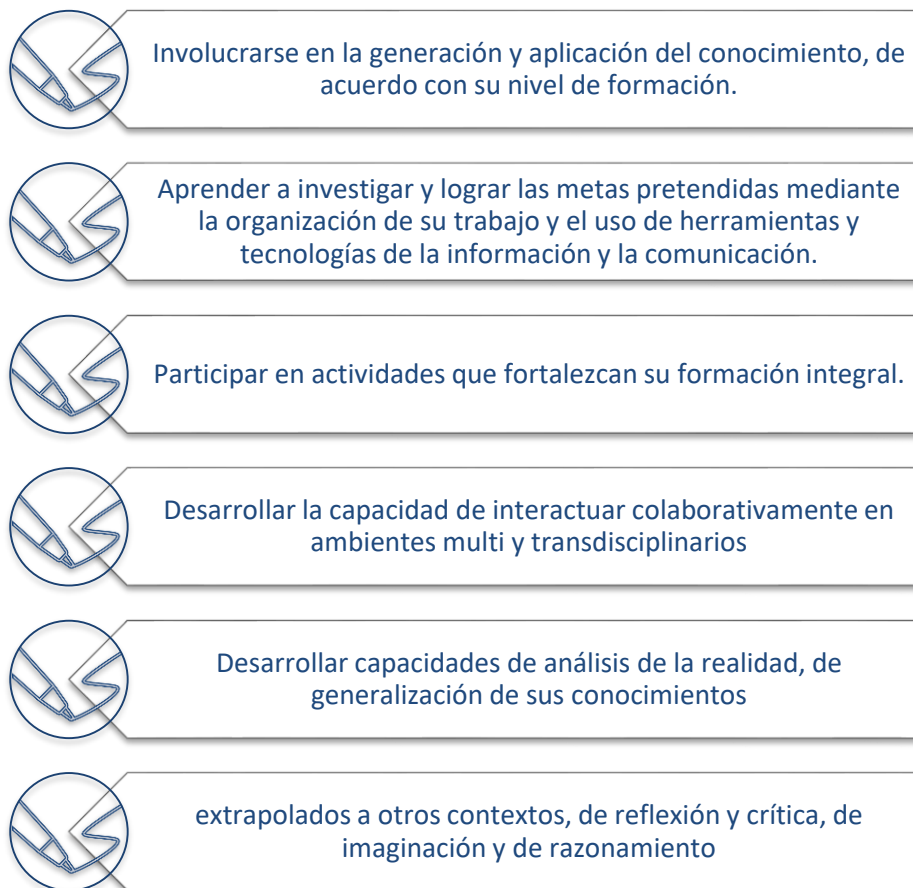 Involucrarse en la generación y aplicación del conocimiento, de
acuerdo con su nivel de formación.
Aprender a investigar y lograr las metas pretendidas mediante
la organización de su trabajo y el uso de herramientas y
tecnologías de la información y la comunicación.
Participar en actividades que fortalezcan su formación integral.
Desarrollar la capacidad de interactuar colaborativamente en
ambientes multi y transdisciplinarios
Desarrollar capacidades de análisis de la realidad, de
generalización de sus conocimientos
extrapolados a otros contextos, de reflexión y crítica, de
imaginación y de razonamiento